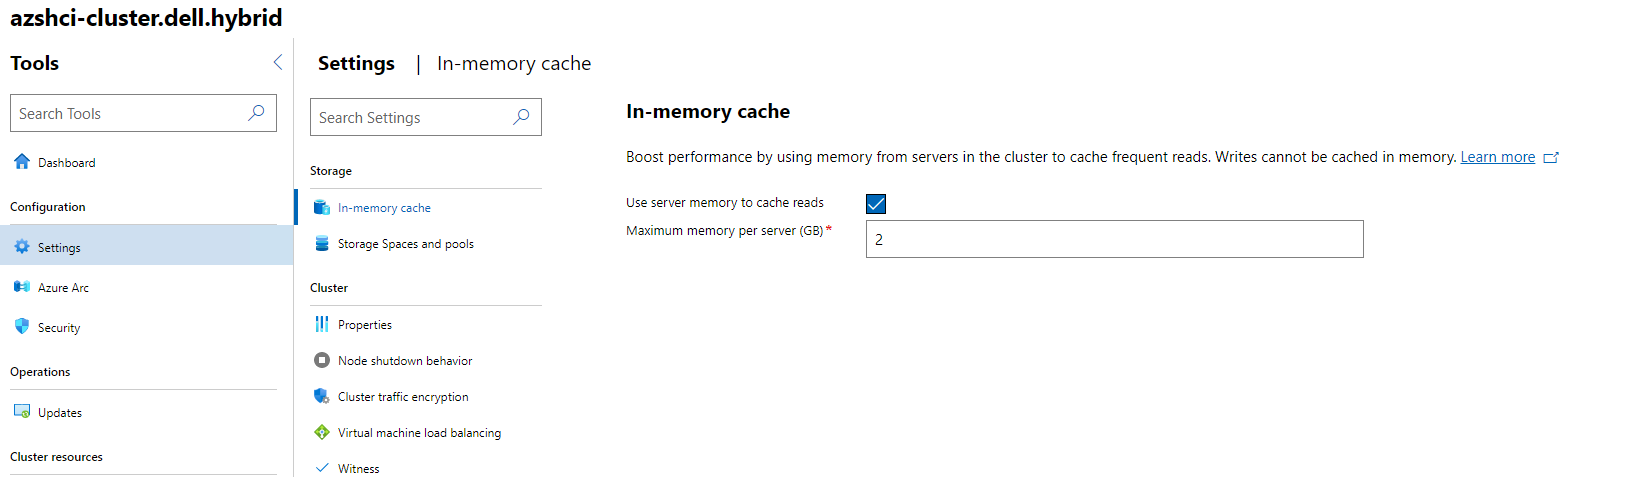 azshci-cluster.dell.hybrid
Tools
Search Tools
Dashboard
Configuration
Settings
Azure Arc
Security
Operations
Updates
Cluster resources
Settings | In-memory cache
Search Settings
Storage
In-memory cache
Storage Spaces and pools
Cluster
Properties
Node shutdown behavior
Cluster traffic encryption
Virtual machine load balancing
Witness
In-memory cache
Boost performance by using memory from servers in the cluster to cache frequent reads. Writes cannot be cached in memory. Learn more
Use server memory to cache reads
Maximum memory per server (GB)*
2